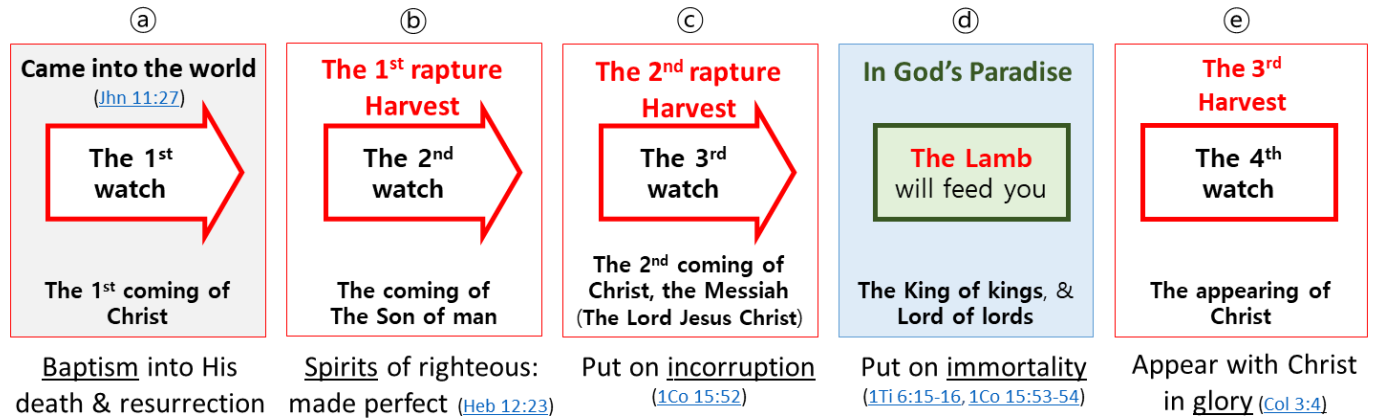 ⓐ
Came into the world
(Jhn 11:27)
The 1st
watch
The 1st coming of
Christ
Baptism into His
death & resurrection
ⓑ
The 1st rapture
Harvest
The 2nd
watch
The coming of
The Son of man
Spirits of righteous:
made perfect (Heb 12:23)
ⓒ
The 2nd rapture
Harvest
The 3rd
watch
The 2nd coming of
Christ, the Messiah
(The Lord Jesus Christ)
Put on incorruption
(1Co 15:52)
ⓓ
In God's Paradise
The Lamb
will feed you
The King of kings, &
Lord of lords
Put on immortality
(1Ti 6:15-16, 1Co 15:53-54)
ⓔ
The 3rd
Harvest
The 4th
watch
The appearing of
Christ
Appear with Christ
in glory (Col 3:4)